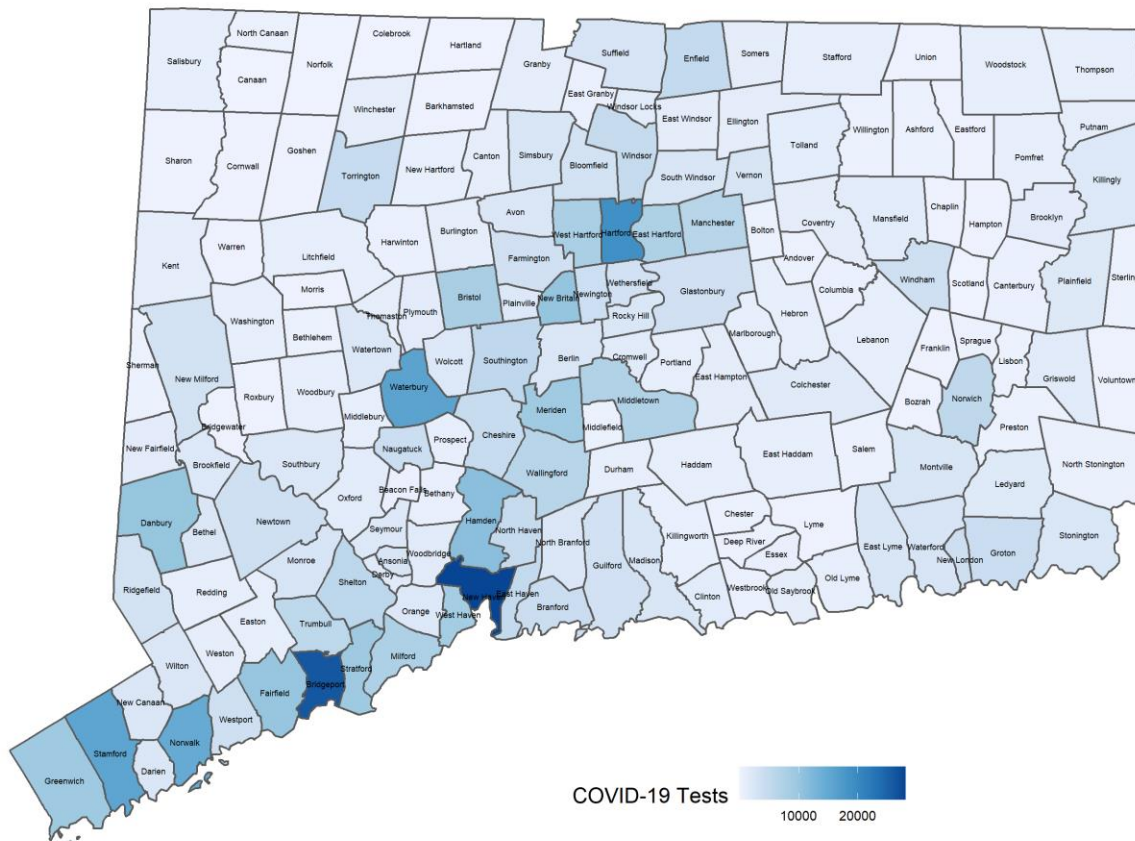 North Canaan
Colebrook
Hartland
Suffield
Enfield
Somers
Stafford
Union
Woodstock
Thompson
Salisbury
Canaan
Norfolk
Granby
East Granby
Windsor Locks
Winchester
Barkhamsted
East Windsor
Ellington
Willington
Ashford
Eastford
Putnam
Sharon
Cornwall
Goshen
Torrington
New Hartford
Canton
Simsbury
Bloomfield
Windsor
South Windsor
Vernon
Tolland
Pomfret
Killingly
Avon
Burlington
Harwinton
West Hartford
Hartford
East Hartford
Manchester
Bolton
Coventry
Mansfield
Chaplin
Hampton
Brooklyn
Kent
Warren
Litchfield
Farmington
Andover
Morris
Bristol
Plainville
New Britain
Newington
Wethersfield
Glastonbury
Columbia
Windham
Scotland
Canterbury
Plainfield
Washington
Bethlehem
Thomaston
Plymouth
Rocky Hill
Hebron
Marlborough
Lebanon
Franklin
Sprague
Lisbon
Sherman
New Milford
Roxbury
Woodbury
Watertown
Wolcott
Southington
Berlin
Cromwell
Portland
East Hampton
Colchester
Griswold
Voluntown
Waterbury
Middlebury
Meriden
Middletown
Middlefield
Bozrah
Norwich
Preston
Bridgewater
New Fairfield
Brookfield
Southbury
Naugatuck
Prospect
Cheshire
Wallingford
Durham
Haddam
East Haddam
Salem
Montville
North Stonington
Ledyard
Danbury
Bethel
Newtown
Oxford
Beacon Falls
Bethany
Seymour
Hamden
North Haven
North Branford
Guilford
Madison
Killingworth
Chester
Deep River
Essex
Lyme
East Lyme
Waterford
New London
Groton
Stonington
Ridgefield
Redding
Monroe
Shelton
Ansonia
Derby
Woodbridge
New Haven
East Haven
Branford
Clinton
Westbrook
Old Saybrook
Old Lyme
Easton
Trumbull
Orange
West Haven
Milford
Stratford
Bridgeport
Fairfield
Weston
Wilton
New Canaan
Westport
Norwalk
Darien
Stamford
Greenwich
COVID-19 Tests
10000 20000